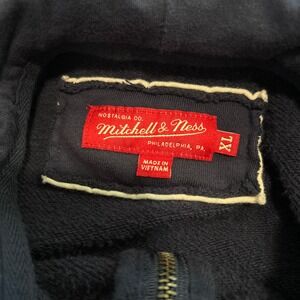 NOSTALGIA CO.
Mitchell & Ness
PHILADELPHIA, PA.
XL
MADE IN
VIETNAM